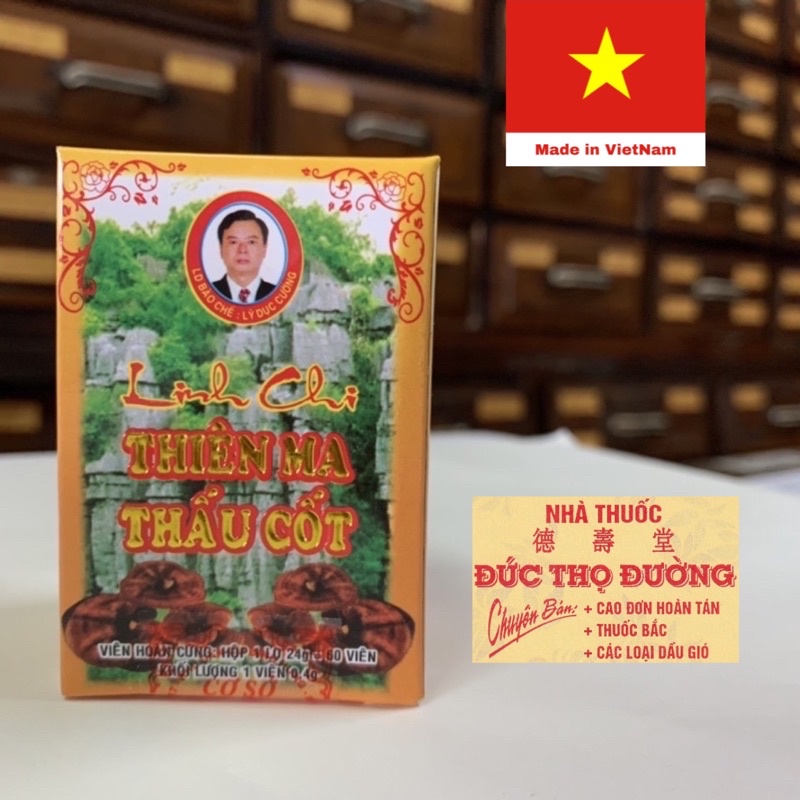 Made in VietNam
LD BÀO CHẾ : LÝ ĐỨC CƯỜNG
Linh Chi
THIÊN MA
THẤU CỐT
VIÊN HOÀN CỨNG: HỘP 1 LỌ 24g = 60 VIÊN
KHỐI LƯỢNG 1 VIÊN 0,4g
CƠ SỞ
NHÀ THUỐC
德壽堂
ĐỨC THỌ ĐƯỜNG
Chuyên Bán:
+ CAO ĐƠN HOÀN TÁN
+ THUỐC BẮC
+ CÁC LOẠI DẦU GIÓ